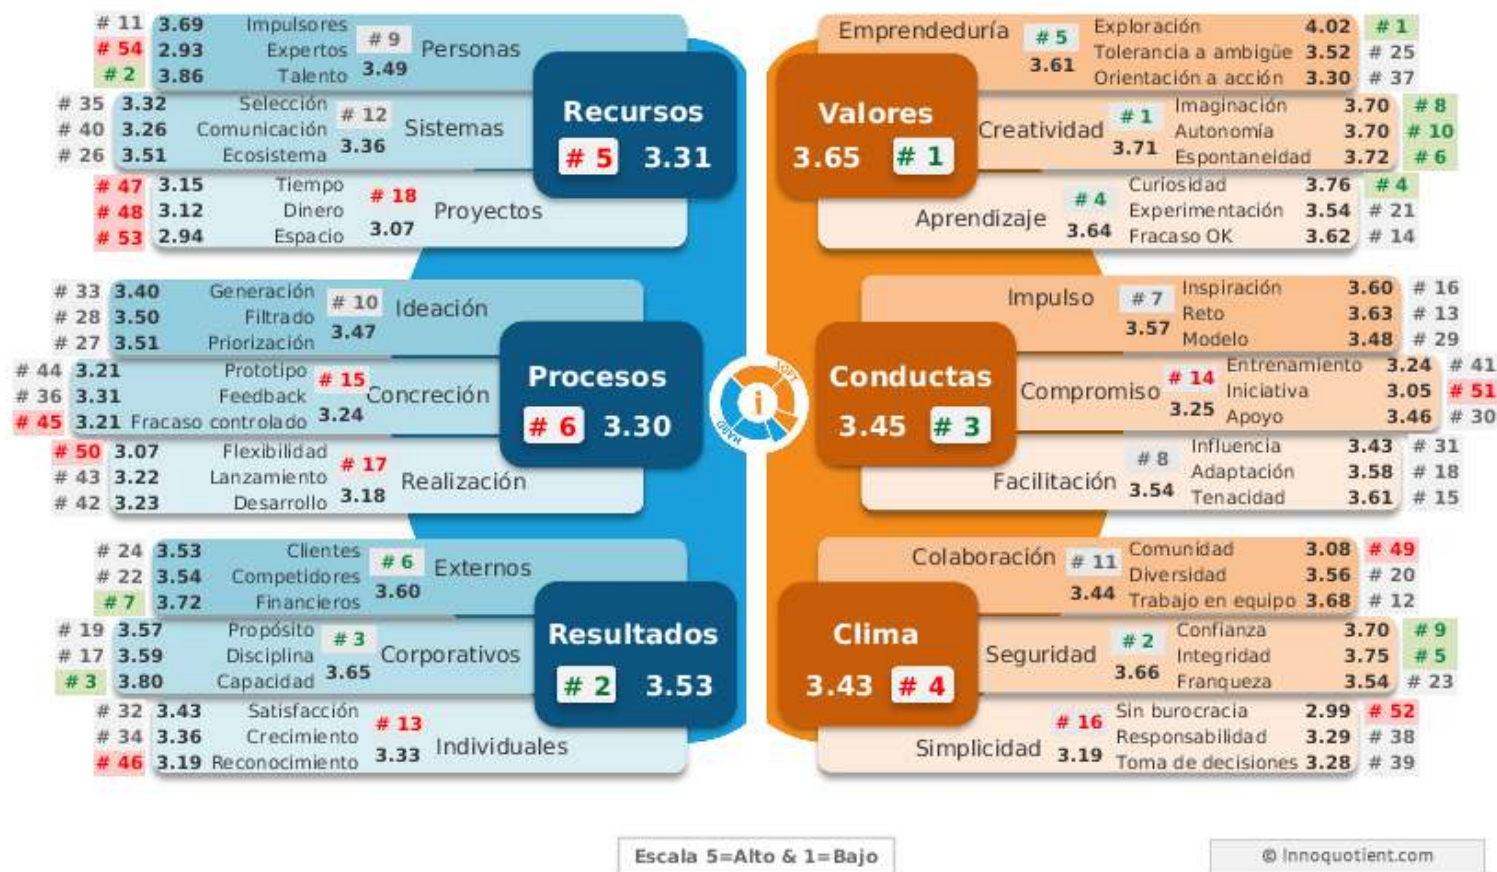 # 11 3.69 Impulsores
# 54 2.93 Expertos
# 2 3.86 Talento
# 9
3.49
Personas
# 35 3.32 Selección
# 40 3.26 Comunicación
# 26 3.51 Ecosistema
# 12
3.36
Sistemas
# 47 3.15 Tiempo
# 48 3.12 Dinero
# 53 2.94 Espacio
# 18
3.07
Proyectos
Recursos
# 5 3.31
# 33 3.40 Generación
# 28 3.50 Filtrado
# 27 3.51 Priorización
# 10
3.47
Ideación
# 44 3.21 Prototipo
# 36 3.31 Feedback
# 45 3.21 Fracaso controlado
# 15
3.24
Concreción
# 50 3.07 Flexibilidad
# 43 3.22 Lanzamiento
# 42 3.23 Desarrollo
# 17
3.18
Realización
Procesos
# 6 3.30
# 24 3.53 Clientes
# 22 3.54 Competidores
# 7 3.72 Financieros
# 6
3.60
Externos
# 19 3.57 Propósito
# 17 3.59 Disciplina
# 3 3.80 Capacidad
# 3
3.65
Corporativos
# 32 3.43 Satisfacción
# 34 3.36 Crecimiento
# 46 3.19 Reconocimiento
# 13
3.33
Individuales
Resultados
# 2 3.53
SOFT
i
HARD
Valores
3.65 # 1
Emprendeduría
# 5
3.61
Exploración 4.02 # 1
Tolerancia a ambigüe 3.52 # 25
Orientación a acción 3.30 # 37
Creatividad
# 1
3.71
Imaginación 3.70 # 8
Autonomía 3.70 # 10
Espontaneidad 3.72 # 6
Aprendizaje
# 4
3.64
Curiosidad 3.76 # 4
Experimentación 3.54 # 21
Fracaso OK 3.62 # 14
Conductas
3.45 # 3
Impulso
# 7
3.57
Inspiración 3.60 # 16
Reto 3.63 # 13
Modelo 3.48 # 29
Compromiso
# 14
3.25
Entrenamiento 3.24 # 41
Iniciativa 3.05 # 51
Apoyo 3.46 # 30
Facilitación
# 8
3.54
Influencia 3.43 # 31
Adaptación 3.58 # 18
Tenacidad 3.61 # 15
Clima
3.43 # 4
Colaboración
# 11
3.44
Comunidad 3.08 # 49
Diversidad 3.56 # 20
Trabajo en equipo 3.68 # 12
Seguridad
# 2
3.66
Confianza 3.70 # 9
Integridad 3.75 # 5
Franqueza 3.54 # 23
Simplicidad
# 16
3.19
Sin burocracia 2.99 # 52
Responsabilidad 3.29 # 38
Toma de decisiones 3.28 # 39
Escala 5=Alto & 1=Bajo
© Innoquotient.com